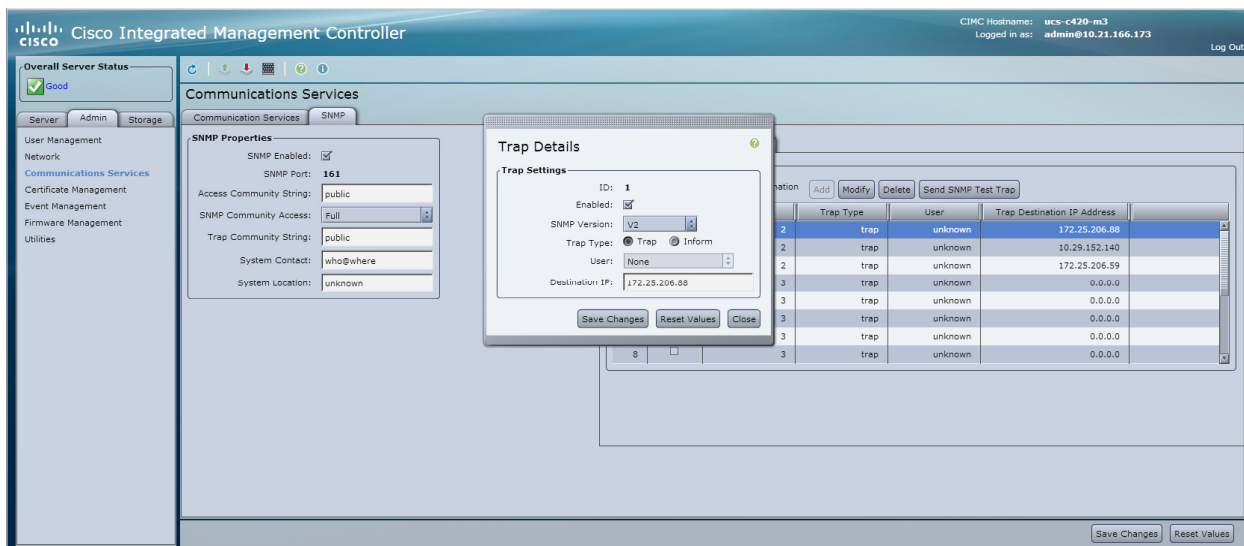 CISCO
Cisco Integrated Management Controller
CIMC Hostname: ucs-c420-m3
Logged in as: admin@10.21.166.173
Log Out
Overall Server Status
Good
Server Admin Storage
User Management
Network
Communications Services
Certificate Management
Event Management
Firmware Management
Utilities
Communications Services
Communication Services SNMP
SNMP Properties
SNMP Enabled:
SNMP Port: 161
Access Community String: public
SNMP Community Access: Full
Trap Community String: public
System Contact: who@where
System Location: unknown
Trap Details
Trap Settings
ID: 1
Enabled:
SNMP Version: V2
Trap Type: Trap Inform
User: None
Destination IP: 172.25.206.88
Save Changes Reset Values Close
Add Modify Delete Send SNMP Test Trap
Trap Type User Trap Destination IP Address
2 trap unknown 172.25.206.88
2 trap unknown 10.29.152.140
2 trap unknown 172.25.206.59
3 trap unknown 0.0.0.0
3 trap unknown 0.0.0.0
3 trap unknown 0.0.0.0
3 trap unknown 0.0.0.0
8 3 trap unknown 0.0.0.0
Save Changes Reset Values